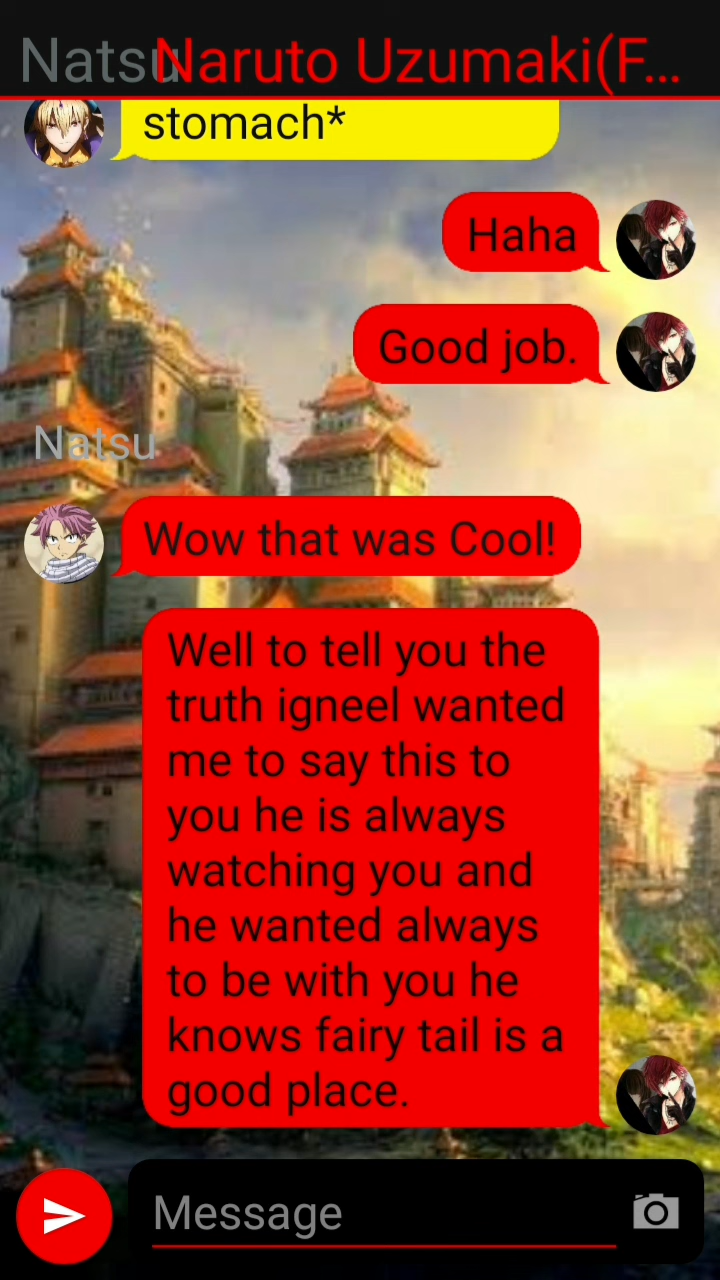 Natsu
Naruto Uzumaki(F...
stomach*
Haha
Good job.
Natsu
Wow that was Cool!
Well to tell you the
truth igneel wanted
me to say this to
you he is always
watching you and
he wanted always
to be with you he
knows fairy tail is a
good place.
Message